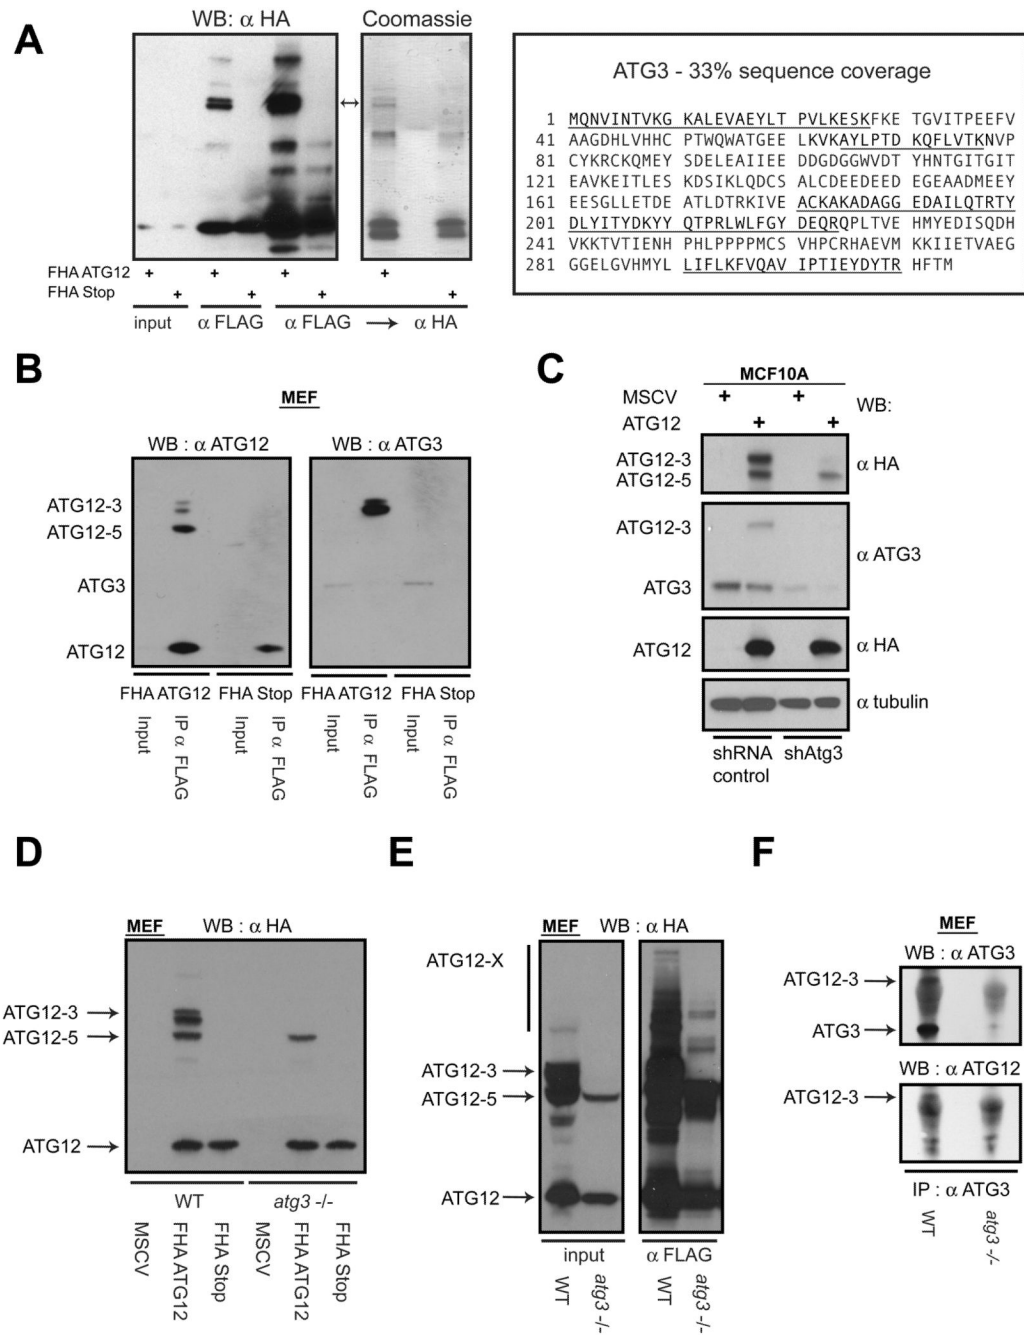 A
WB: α HA
Coomassie
↔
FHA ATG12 + + + +
FHA Stop + + + +
input α FLAG α FLAG → α HA
ATG3 - 33% sequence coverage
1 MQNVINTVKG KALEVAEYLT PVLKESKFKE TGVITPEEFV
41 AAGDHLVHHC PTWQWATGEE LKVKAYLPTD KQFLVTKNVP
81 CYKRCKQMEY SDELEAIIEE DDGDGGWVDT YHNTGITGIT
121 EAVKEITLES KDSIKLQDCS ALCDEEDEED EGEAADMEEY
161 EESGLLETDE ATLDTRKIVE ACKAKADAGG EDAILQTRTY
201 DLYITYDKYY QTPRLWLFGY DEQRQPLTVE HMYEDISQDH
241 VKKTVTIENH PHLPPPPMCS VHPCRHAEVM KKIIETVAEG
281 GGELGVHMYL LIFLKFVQAV IPTIEYDYTR HFTM
B
MEF
WB : α ATG12
WB : α ATG3
ATG12-3
ATG12-5
ATG3
ATG12
FHA ATG12 FHA Stop FHA ATG12 FHA Stop
Input
IP α FLAG
Input
IP α FLAG
Input
IP α FLAG
Input
IP α FLAG
C
MCF10A
MSCV + +
WB:
ATG12 + +
ATG12-3
ATG12-5
α HA
ATG12-3
α ATG3
ATG3
ATG12
α HA
α tubulin
shRNA control
shAtg3
D
MEF WB : α HA
ATG12-3
ATG12-5
ATG12
WT atg3 -/-
MSCV
FHA ATG12
FHA Stop
MSCV
FHA ATG12
FHA Stop
E
MEF WB : α HA
ATG12-X
ATG12-3
ATG12-5
ATG12
input α FLAG
WT
atg3 -/-
WT
atg3 -/-
F
MEF
WB : α ATG3
ATG12-3
ATG3
WB : α ATG12
ATG12-3
IP : α ATG3
WT
atg3 -/-